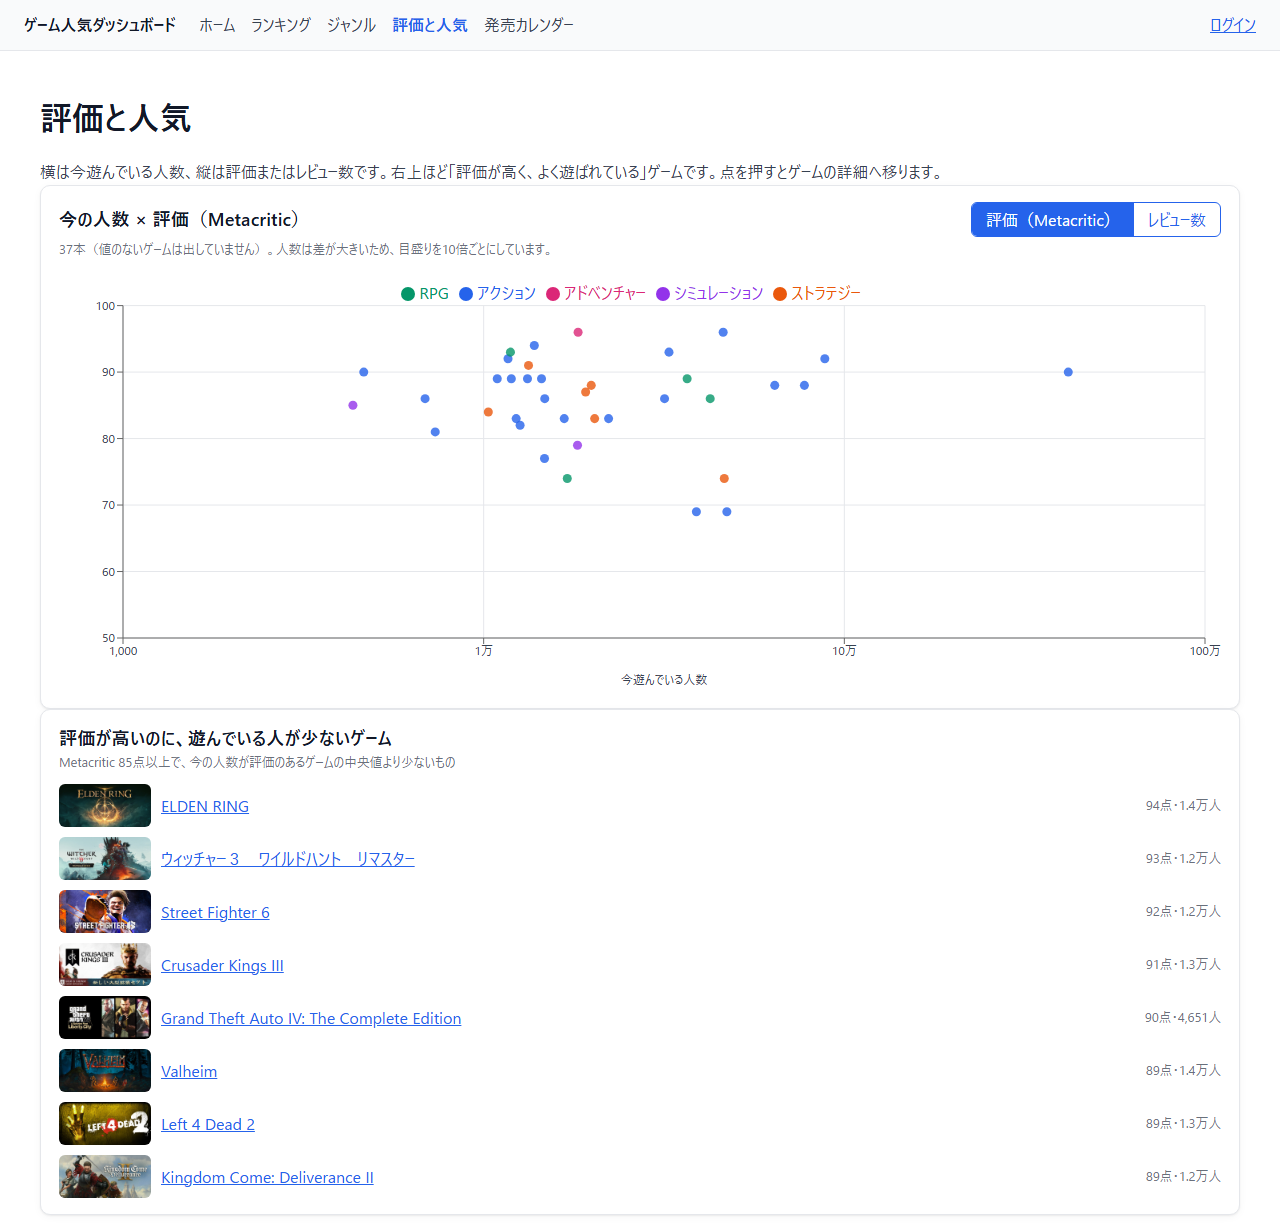 ゲーム人気ダッシュボード ホーム ランキング ジャンル 評価と人気 発売カレンダー ログイン
評価と人気
横は今遊んでいる人数、縦は評価またはレビュー数です。右上ほど「評価が高く、よく遊ばれている」ゲームです。点を押すとゲームの詳細へ移ります。
今の人数 × 評価（Metacritic） 評価（Metacritic） レビュー数
37本（値のないゲームは出していません）。人数は差が大きいため、目盛りを10倍ごとにしています。
RPG アクション アドベンチャー シミュレーション ストラテジー
100
90
80
70
60
50
1,000 1万 10万 100万
今遊んでいる人数
評価が高いのに、遊んでいる人が少ないゲーム
Metacritic 85点以上で、今の人数が評価のあるゲームの中央値より少ないもの
ELDEN RING
ELDEN RING 94点・1.4万人
WITCHER
ウィッチャー３　ワイルドハント　リマスター 93点・1.2万人
STREET FIGHTER 6
Street Fighter 6 92点・1.2万人
CRUSADER
KINGS III
Crusader Kings III 91点・1.3万人
grand
theft
auto
Grand Theft Auto IV: The Complete Edition 90点・4,651人
VALHEIM
Valheim 89点・1.4万人
LEFT 4 DEAD 2
Left 4 Dead 2 89点・1.3万人
Kingdom Come
Kingdom Come: Deliverance II 89点・1.2万人